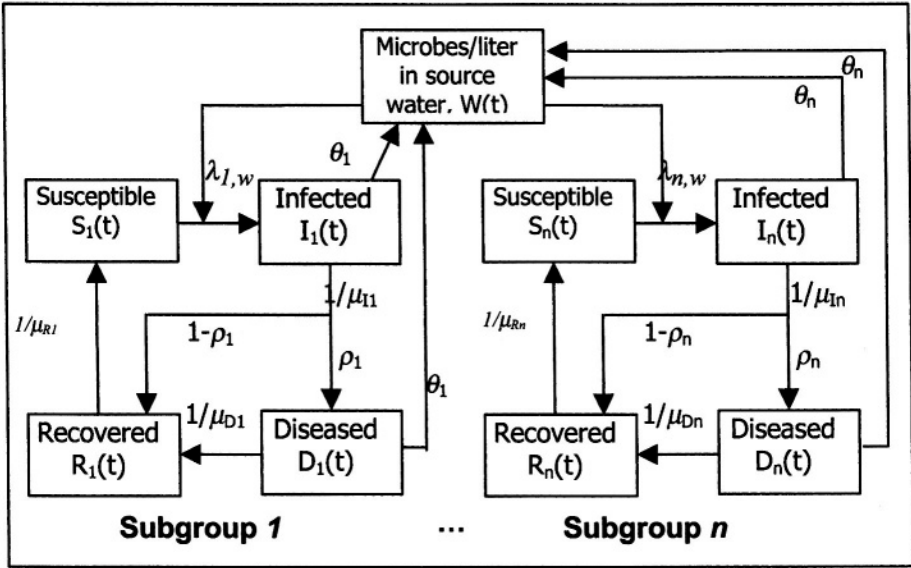 Microbes/liter
in source
water, W(t)
θn
θn
θ1
λ1,w
λn,w
Susceptible
S1(t)
Infected
I1(t)
Susceptible
Sn(t)
Infected
In(t)
1/μI1
1/μIn
1/μR1
1-ρ1
ρ1
θ1
1/μRn
1-ρn
ρn
1/μD1
1/μDn
Recovered
R1(t)
Diseased
D1(t)
Recovered
Rn(t)
Diseased
Dn(t)
Subgroup 1 ... Subgroup n